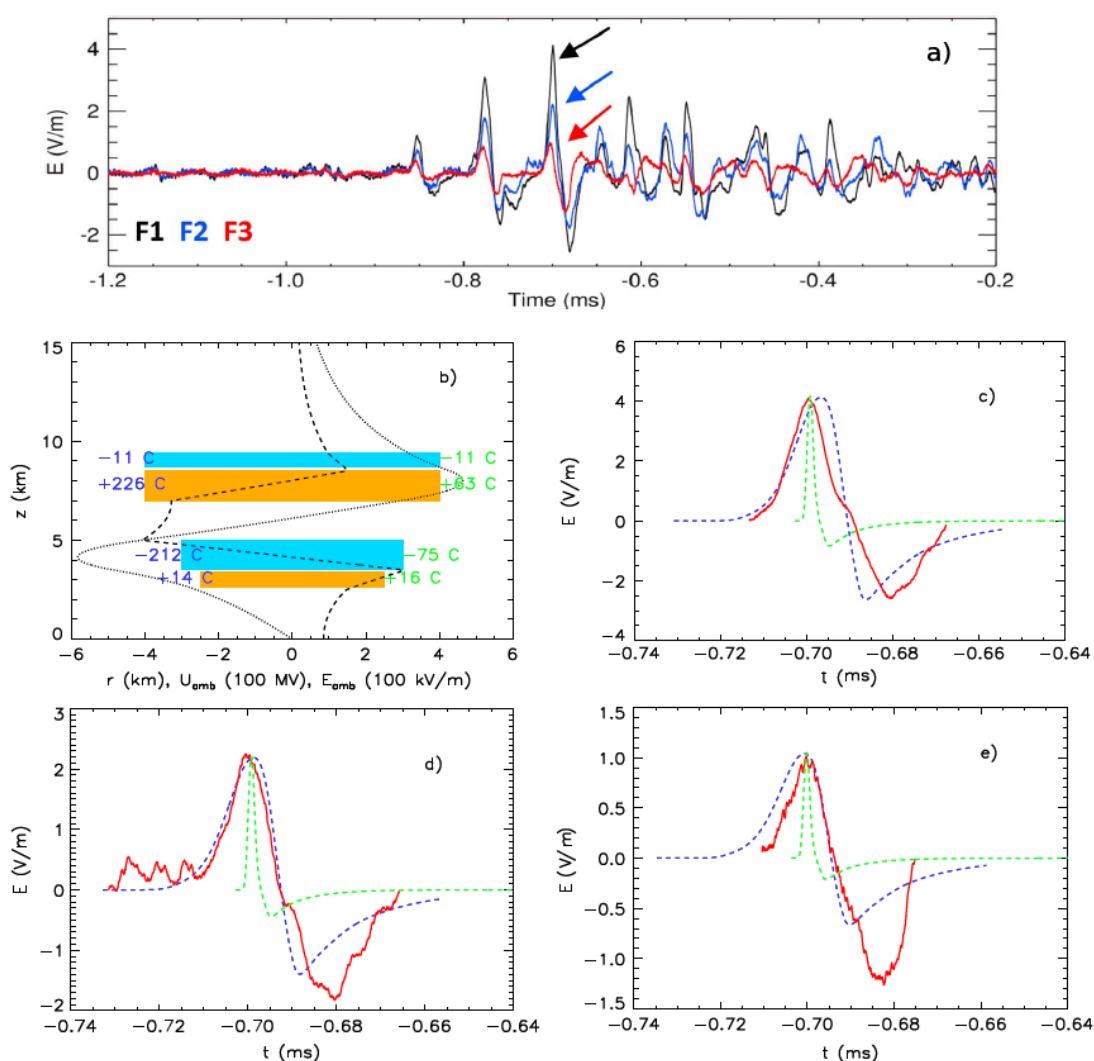 a)
4
2
0
-2
E (V/m)
F1 F2 F3
-1.2 -1.0 -0.8 -0.6 -0.4 -0.2
Time (ms)
b)
15
10
5
0
z (km)
−11 C −11 C
+226 C +63 C
−212 C −75 C
+14 C +16 C
−6 −4 −2 0 2 4 6
r (km), U_amb (100 MV), E_amb (100 kV/m)
c)
6
4
2
0
−2
−4
E (V/m)
−0.74 −0.72 −0.70 −0.68 −0.66 −0.64
t (ms)
d)
3
2
1
0
−1
−2
E (V/m)
−0.74 −0.72 −0.70 −0.68 −0.66 −0.64
t (ms)
e)
1.5
1.0
0.5
0.0
−0.5
−1.0
−1.5
E (V/m)
−0.74 −0.72 −0.70 −0.68 −0.66 −0.64
t (ms)